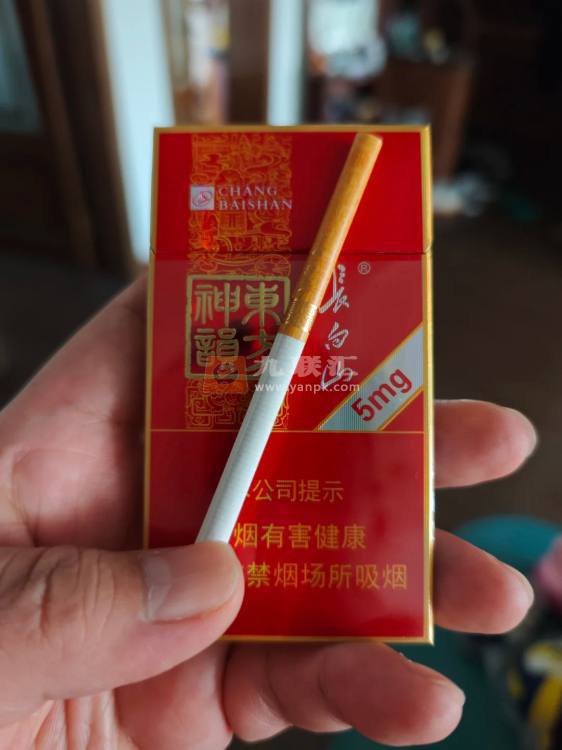 CHANG
BAISHAN
東方
神韻
長白山®
5mg
九联汇
www.yanpk.com
本公司提示
烟有害健康
禁烟场所吸烟